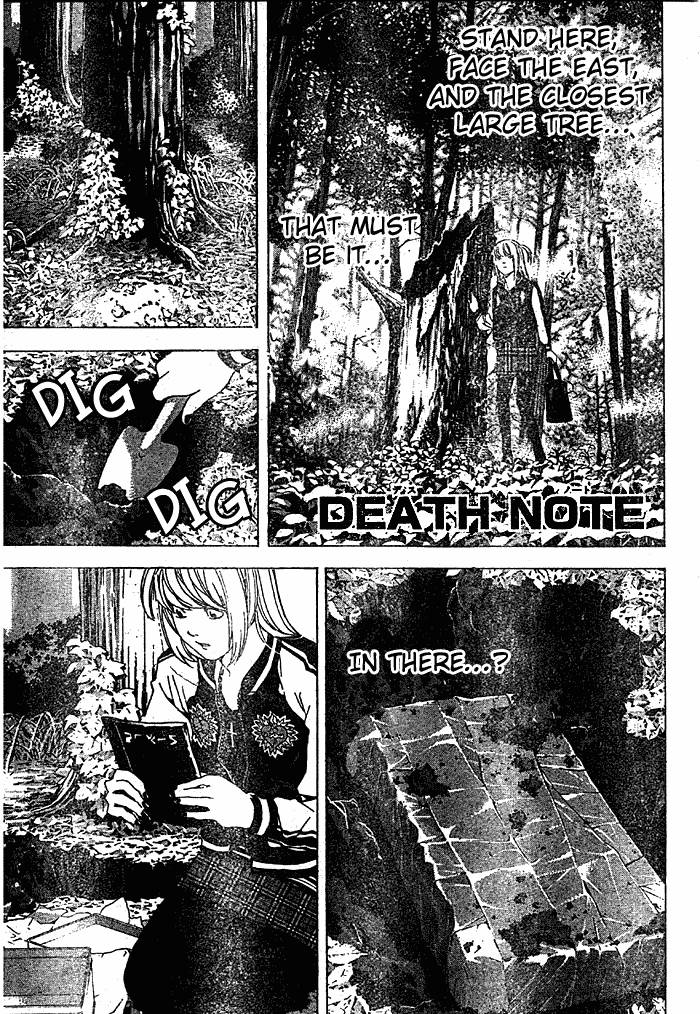 STAND HERE,
FACE THE EAST,
AND THE CLOSEST
LARGE TREE...
THAT MUST
BE IT...
DEATH NOTE
DIG
DIG
IN THERE...?